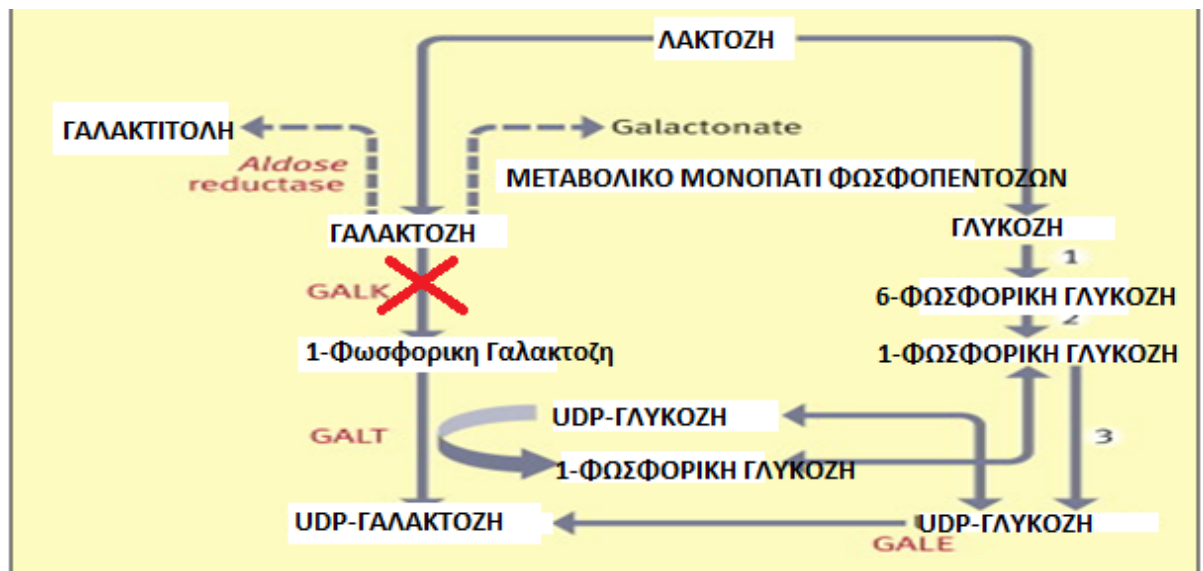 ΛΑΚΤΟΖΗ
ΓΑΛΑΚΤΙΤΟΛΗ
Galactonate
Aldose
reductase
ΜΕΤΑΒΟΛΙΚΟ ΜΟΝΟΠΑΤΙ ΦΩΣΦΟΠΕΝΤΟΖΩΝ
ΓΑΛΑΚΤΟΖΗ
ΓΛΥΚΟΖΗ
1
GALK
6-ΦΩΣΦΟΡΙΚΗ ΓΛΥΚΟΖΗ
2
1-Φωσφορικη Γαλακτοζη
1-ΦΩΣΦΟΡΙΚΗ ΓΛΥΚΟΖΗ
UDP-ΓΛΥΚΟΖΗ
GALT
3
1-ΦΩΣΦΟΡΙΚΗ ΓΛΥΚΟΖΗ
UDP-ΓΑΛΑΚΤΟΖΗ
UDP-ΓΛΥΚΟΖΗ
GALE